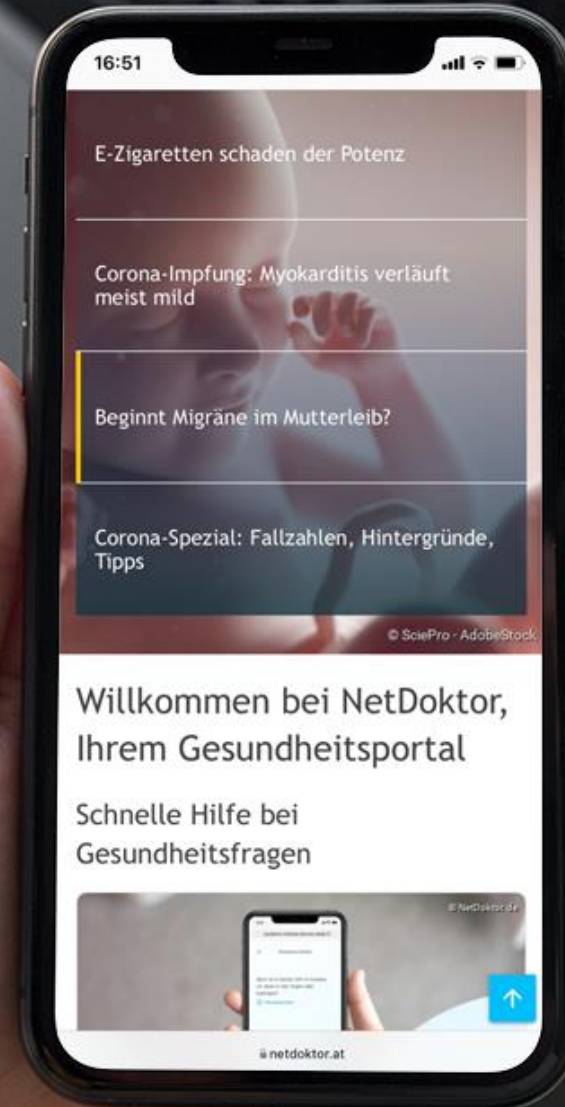 16:51
E-Zigaretten schaden der Potenz
Corona-Impfung: Myokarditis verläuft
meist mild
Beginnt Migräne im Mutterleib?
Corona-Spezial: Fallzahlen, Hintergründe,
Tipps
© SciePro - AdobeStock
Willkommen bei NetDoktor,
Ihrem Gesundheitsportal
Schnelle Hilfe bei
Gesundheitsfragen
© NetDoktor.de
netdoktor.at